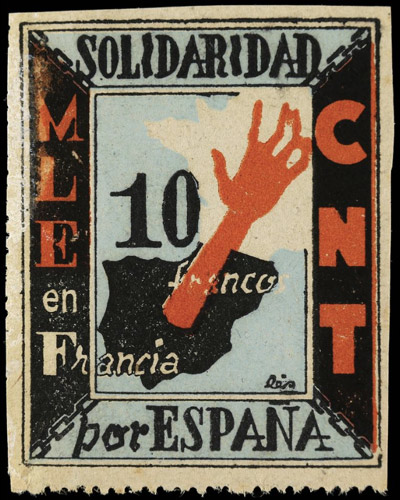 SOLIDARIDAD
MLE
en
Francia
10
francos
CNT
por ESPAÑA